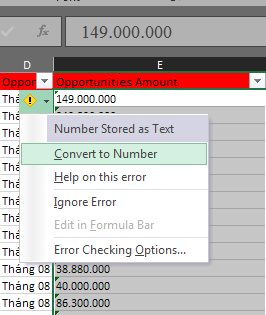 fx 149.000.000
D E
Oppor Opportunities Amount
Thá 149.000.000
Number Stored as Text
Convert to Number
Help on this error
Ignore Error
Edit in Formula Bar
Error Checking Options...
Tháng 08 38.880.000
Tháng 08 40.000.000
Tháng 08 86.300.000